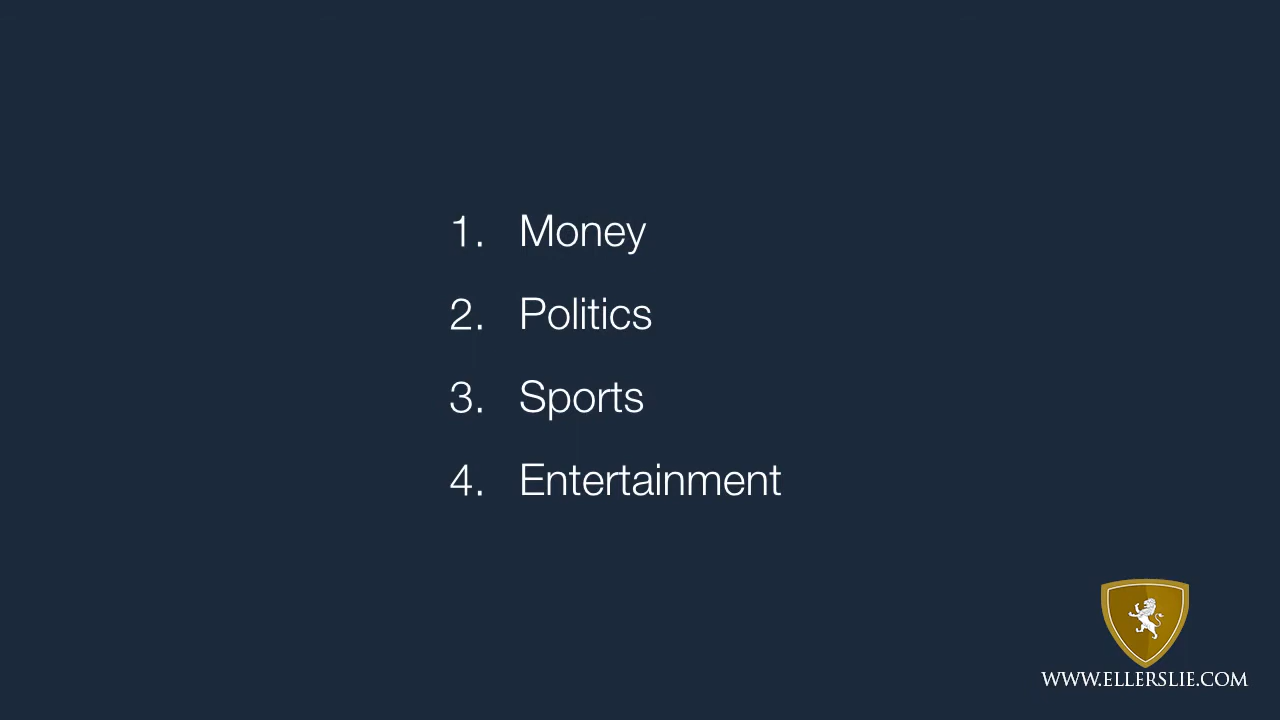 1. Money
2. Politics
3. Sports
4. Entertainment
WWW.ELLERSLIE.COM